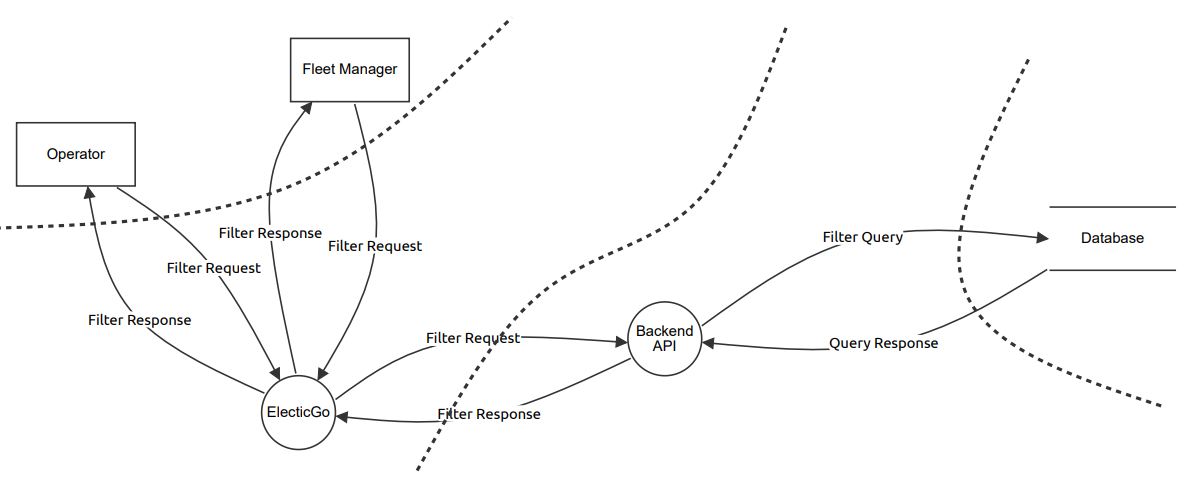 Fleet Manager
Operator
Filter Response
Filter Request
Filter Request
Filter Response
Filter Query
Database
Filter Request
Backend
API
Query Response
ElecticGo
Filter Response